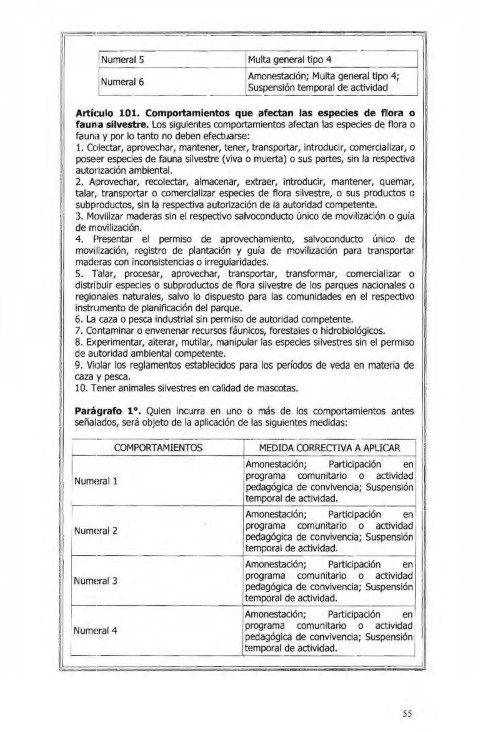 Numeral 5 Multa general tipo 4
Numeral 6 Amonestación; Multa general tipo 4;
Suspensión temporal de actividad
Artículo 101. Comportamientos que afectan las especies de flora o
fauna silvestre. Los siguientes comportamientos afectan las especies de flora o
fauna y por lo tanto no deben efectuarse:
1. Colectar, aprovechar, mantener, tener, transportar, introducir, comercializar, o
poseer especies de fauna silvestre (viva o muerta) o sus partes, sin la respectiva
autorización ambiental.
2. Aprovechar, recolectar, almacenar, extraer, introducir, mantener, quemar,
talar, transportar o comercializar especies de flora silvestre, o sus productos o
subproductos, sin la respectiva autorización de la autoridad competente.
3. Movilizar maderas sin el respectivo salvoconducto único de movilización o guía
de movilización.
4. Presentar el permiso de aprovechamiento, salvoconducto único de
movilización, registro de plantación y guía de movilización para transportar
maderas con inconsistencias o irregularidades.
5. Talar, procesar, aprovechar, transportar, transformar, comercializar o
distribuir especies o subproductos de flora silvestre de los parques nacionales o
regionales naturales, salvo lo dispuesto para las comunidades en el respectivo
instrumento de planificación del parque.
6. La caza o pesca industrial sin permiso de autoridad competente.
7. Contaminar o envenenar recursos fáunicos, forestales o hidrobiológicos.
8. Experimentar, alterar, mutilar, manipular las especies silvestres sin el permiso
de autoridad ambiental competente.
9. Violar los reglamentos establecidos para los períodos de veda en materia de
caza y pesca.
10. Tener animales silvestres en calidad de mascotas.
Parágrafo 1°. Quien incurra en uno o más de los comportamientos antes
señalados, será objeto de la aplicación de las siguientes medidas:
COMPORTAMIENTOS MEDIDA CORRECTIVA A APLICAR
Numeral 1 Amonestación; Participación en
programa comunitario o actividad
pedagógica de convivencia; Suspensión
temporal de actividad.
Numeral 2 Amonestación; Participación en
programa comunitario o actividad
pedagógica de convivencia; Suspensión
temporal de actividad.
Numeral 3 Amonestación; Participación en
programa comunitario o actividad
pedagógica de convivencia; Suspensión
temporal de actividad.
Numeral 4 Amonestación; Participación en
programa comunitario o actividad
pedagógica de convivencia; Suspensión
temporal de actividad.
55